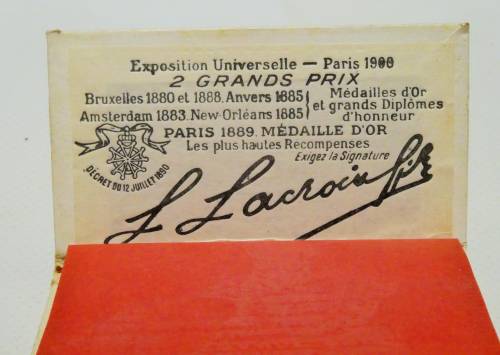 Exposition Universelle — Paris 1900
2 GRANDS PRIX
Bruxelles 1880 et 1888. Anvers 1885
Amsterdam 1883. New-Orléans 1885
Médailles d'Or
et grands Diplômes
d'honneur
PARIS 1889. MÉDAILLE D'OR
Les plus hautes Recompenses
Exigez la Signature
DÉCRET DU 12 JUILLET 1890
L Lacroix fils